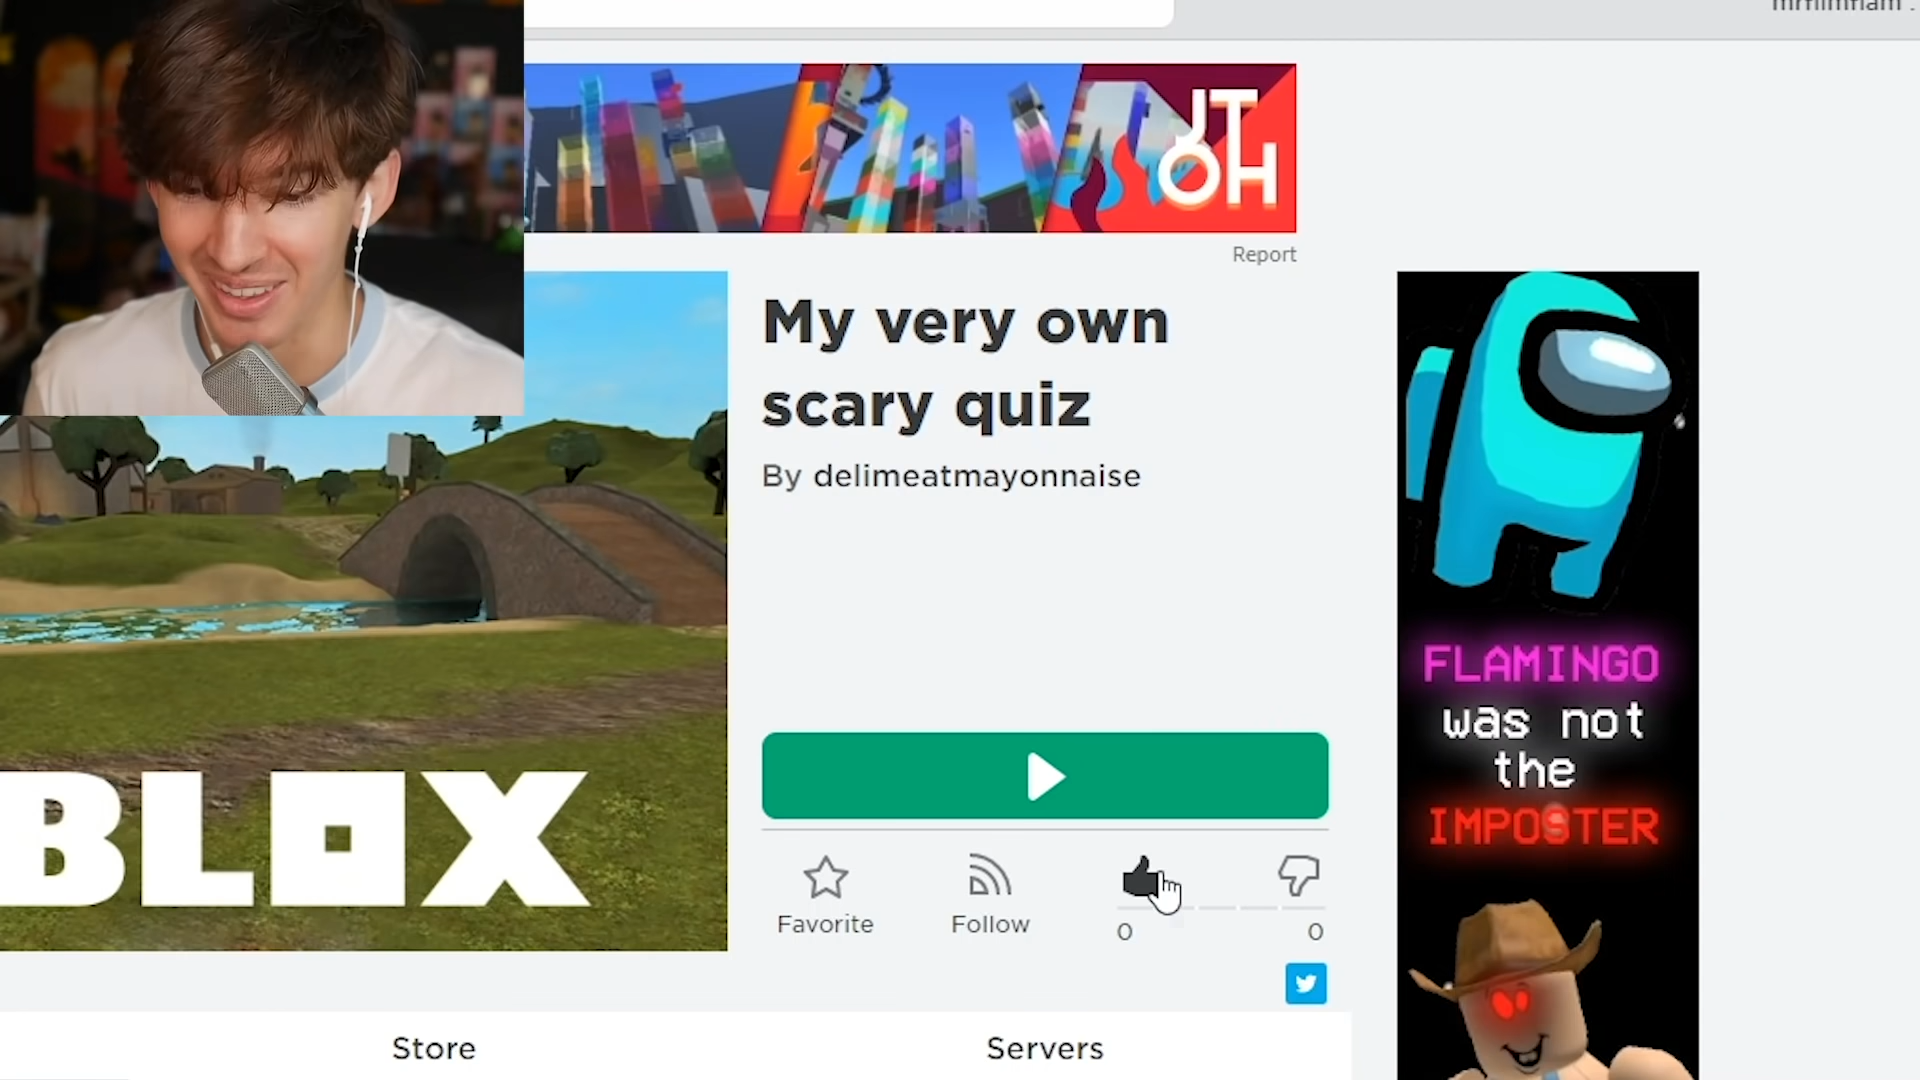 mrflimflam
JT
OH
Report
My very own
scary quiz
By delimeatmayonnaise
BLOX
Favorite
Follow
0
0
Store
Servers
FLAMINGO
was not
the
IMPOSTER